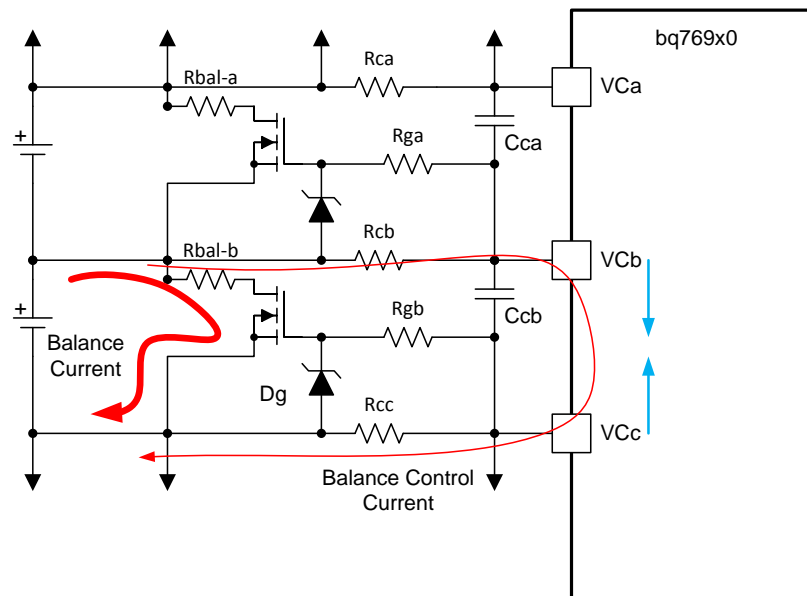 bq769x0
Rca
VCa
Rbal-a
Cca
Rga
+
Rcb
Rbal-b
VCb
+
Ccb
Rgb
Balance
Current
Dg
Rcc
VCc
Balance Control
Current